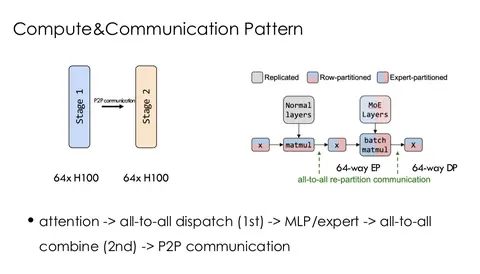 Compute&Communication Pattern
Stage 1
P2P communication
Stage 2
64x H100
64x H100
Replicated
Row-partitioned
Expert-partitioned
Normal
layers
MoE
Layers
x
matmul
x
batch
matmul
X
64-way EP
64-way DP
all-to-all re-partition communication
• attention -> all-to-all dispatch (1st) -> MLP/expert -> all-to-all
combine (2nd) -> P2P communication